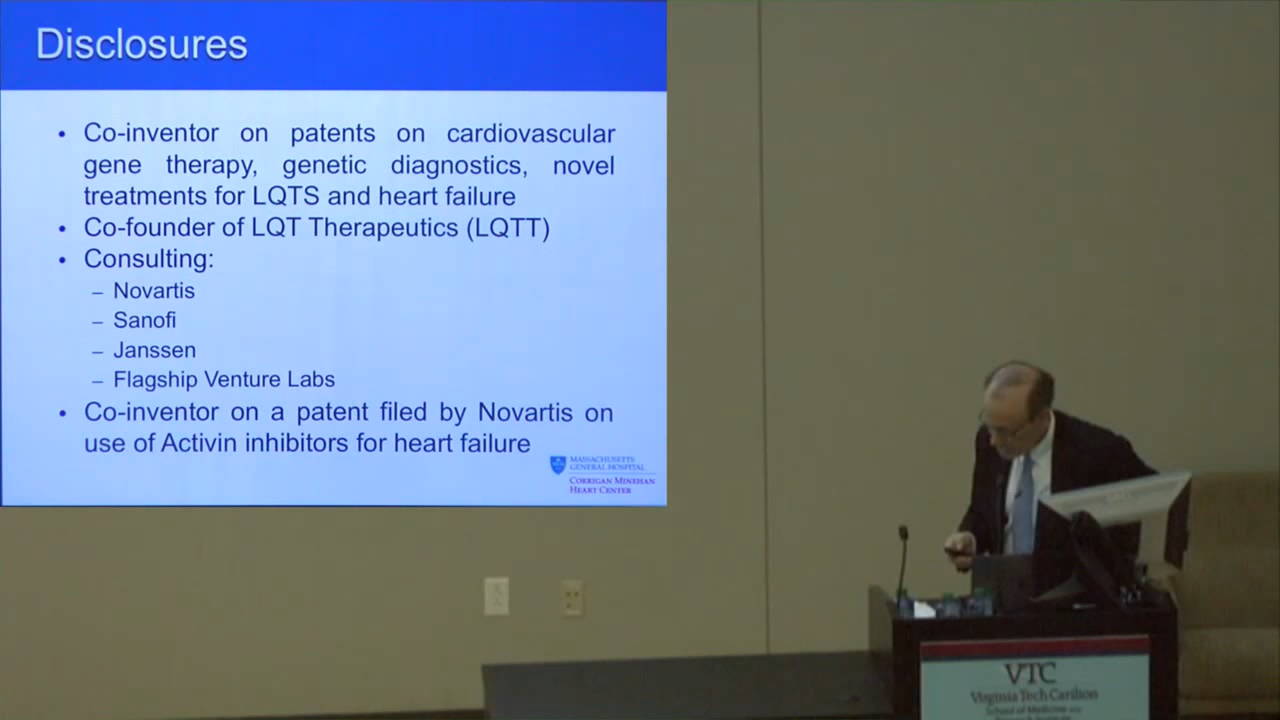 Disclosures
• Co-inventor on patents on cardiovascular
gene therapy, genetic diagnostics, novel
treatments for LQTS and heart failure
• Co-founder of LQT Therapeutics (LQTT)
• Consulting:
– Novartis
– Sanofi
– Janssen
– Flagship Venture Labs
• Co-inventor on a patent filed by Novartis on
use of Activin inhibitors for heart failure
MASSACHUSETTS
GENERAL HOSPITAL
CORRIGAN MINEHAN
HEART CENTER
VTC
Virginia Tech Carilion
School of Medicine and